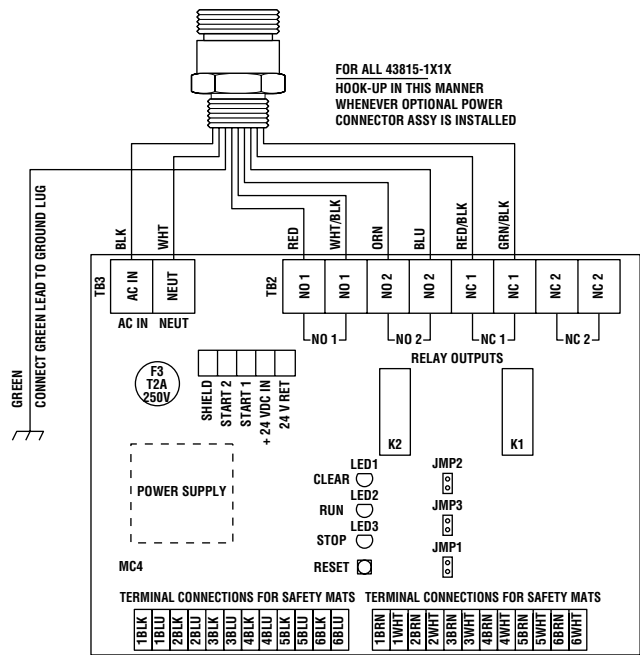 FOR ALL 43815-1X1X
HOOK-UP IN THIS MANNER
WHENEVER OPTIONAL POWER
CONNECTOR ASSY IS INSTALLED
GREEN
CONNECT GREEN LEAD TO GROUND LUG
BLK
WHT
RED
WHT/BLK
ORN
BLU
RED/BLK
GRN/BLK
TB3
AC IN
NEUT
AC IN
NEUT
TB2
NO 1
NO 1
NO 2
NO 2
NC 1
NC 1
NC 2
NC 2
NO 1
NO 2
NC 1
NC 2
RELAY OUTPUTS
F3
T2A
250V
SHIELD
START 2
START 1
+ 24 VDC IN
24 V RET
K2
K1
POWER SUPPLY
LED1
CLEAR
LED2
RUN
LED3
STOP
RESET
JMP2
JMP3
JMP1
MC4
TERMINAL CONNECTIONS FOR SAFETY MATS
1BLK
1BLU
2BLK
2BLU
3BLK
3BLU
4BLK
4BLU
5BLK
5BLU
6BLK
6BLU
TERMINAL CONNECTIONS FOR SAFETY MATS
1BRN
1WHT
2BRN
2WHT
3BRN
3WHT
4BRN
4WHT
5BRN
5WHT
6BRN
6WHT